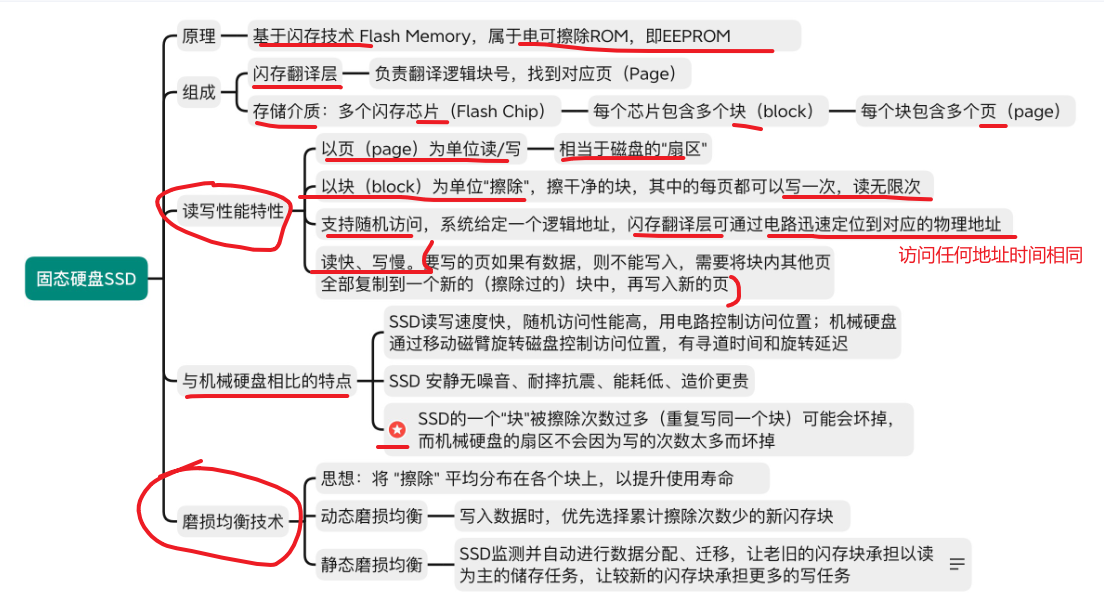 固态硬盘SSD
原理
基于闪存技术 Flash Memory，属于电可擦除ROM，即EEPROM
组成
闪存翻译层
负责翻译逻辑块号，找到对应页（Page）
存储介质：多个闪存芯片（Flash Chip）
每个芯片包含多个块（block）
每个块包含多个页（page）
读写性能特性
以页（page）为单位读/写
相当于磁盘的"扇区"
以块（block）为单位"擦除"，擦干净的块，其中的每页都可以写一次，读无限次
支持随机访问，系统给定一个逻辑地址，闪存翻译层可通过电路迅速定位到对应的物理地址
访问任何地址时间相同
读快、写慢。要写的页如果有数据，则不能写入，需要将块内其他页
全部复制到一个新的（擦除过的）块中，再写入新的页
与机械硬盘相比的特点
SSD读写速度快，随机访问性能高，用电路控制访问位置；机械硬盘
通过移动磁臂旋转磁盘控制访问位置，有寻道时间和旋转延迟
SSD 安静无噪音、耐摔抗震、能耗低、造价更贵
SSD的一个"块"被擦除次数过多（重复写同一个块）可能会坏掉，
而机械硬盘的扇区不会因为写的次数太多而坏掉
磨损均衡技术
思想：将 "擦除" 平均分布在各个块上，以提升使用寿命
动态磨损均衡
写入数据时，优先选择累计擦除次数少的新闪存块
静态磨损均衡
SSD监测并自动进行数据分配、迁移，让老旧的闪存块承担以读
为主的储存任务，让较新的闪存块承担更多的写任务